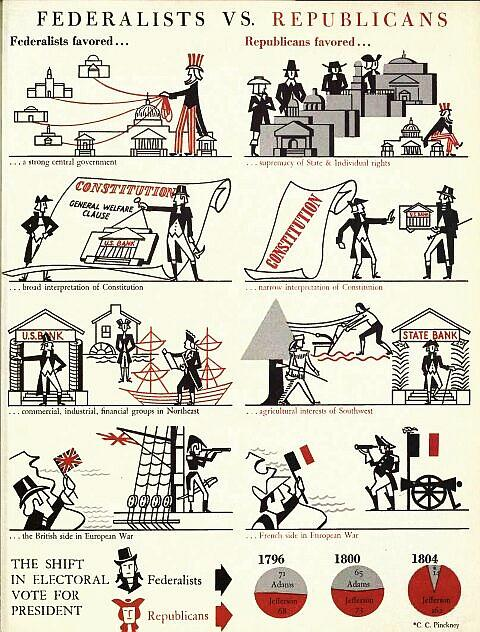 FEDERALISTS VS. REPUBLICANS
Federalists favored...
Republicans favored...
...a strong central government
...supremacy of State & Individual rights
CONSTITUTION
GENERAL WELFARE
CLAUSE
U.S. BANK
CONSTITUTION
U.S. BANK
...broad interpretation of Constitution
...narrow interpretation of Constitution
U.S. BANK
STATE BANK
...commercial, industrial, financial groups in Northeast
...agricultural interests of Southwest
...the British side in European War
...French side in European War
THE SHIFT
IN ELECTORAL
VOTE FOR
PRESIDENT
Federalists
Republicans
1796
71
Adams
Jefferson
68
1800
65
Adams
Jefferson
73
1804
*
14
Jefferson
162
*C. C. Pinckney